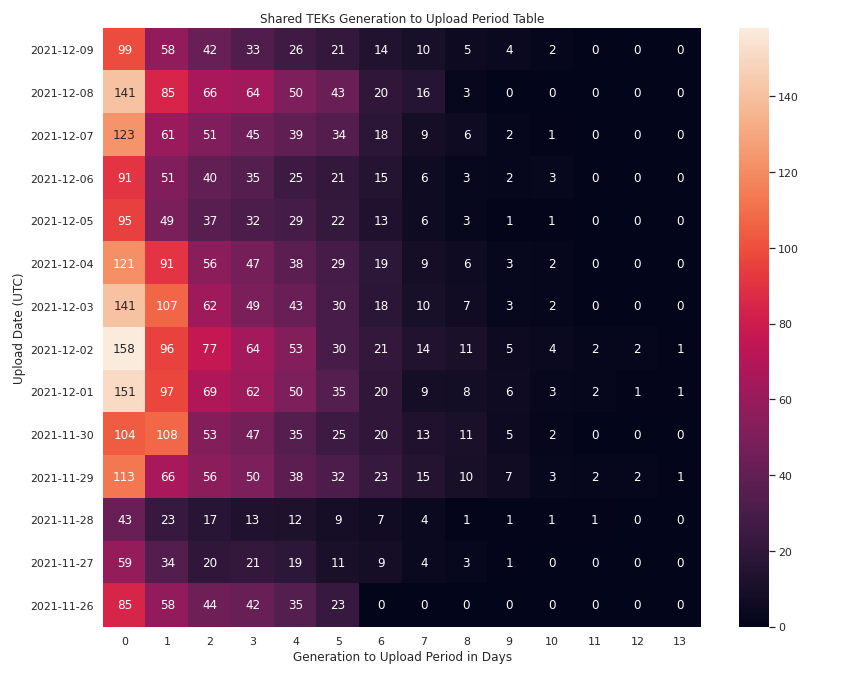 Shared TEKs Generation to Upload Period Table
2021-12-09 99 58 42 33 26 21 14 10 5 4 2 0 0 0
2021-12-08 141 85 66 64 50 43 20 16 3 0 0 0 0 0
2021-12-07 123 61 51 45 39 34 18 9 6 2 1 0 0 0
2021-12-06 91 51 40 35 25 21 15 6 3 2 3 0 0 0
2021-12-05 95 49 37 32 29 22 13 6 3 1 1 0 0 0
2021-12-04 121 91 56 47 38 29 19 9 6 3 2 0 0 0
2021-12-03 141 107 62 49 43 30 18 10 7 3 2 0 0 0
2021-12-02 158 96 77 64 53 30 21 14 11 5 4 2 2 1
2021-12-01 151 97 69 62 50 35 20 9 8 6 3 2 1 1
2021-11-30 104 108 53 47 35 25 20 13 11 5 2 0 0 0
2021-11-29 113 66 56 50 38 32 23 15 10 7 3 2 2 1
2021-11-28 43 23 17 13 12 9 7 4 1 1 1 1 0 0
2021-11-27 59 34 20 21 19 11 9 4 3 1 0 0 0 0
2021-11-26 85 58 44 42 35 23 0 0 0 0 0 0 0 0
0 1 2 3 4 5 6 7 8 9 10 11 12 13
Generation to Upload Period in Days
Upload Date (UTC)
140
120
100
80
60
40
20
0